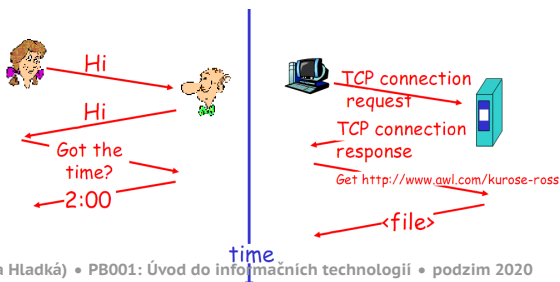 Hi
Hi
Got the
time?
2:00
TCP connection
request
TCP connection
response
Get http://www.awl.com/kurose-ross
<file>
time
a Hladká) • PB001: Úvod do informačních technologií • podzim 2020